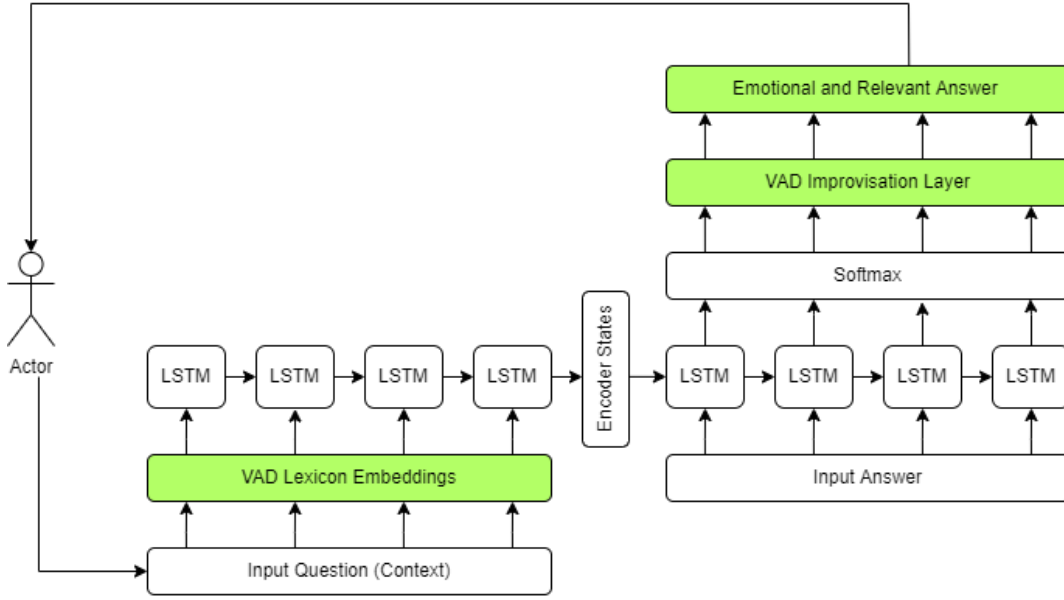 Emotional and Relevant Answer
VAD Improvisation Layer
Softmax
Actor
LSTM LSTM LSTM LSTM Encoder States LSTM LSTM LSTM LSTM
VAD Lexicon Embeddings Input Answer
Input Question (Context)